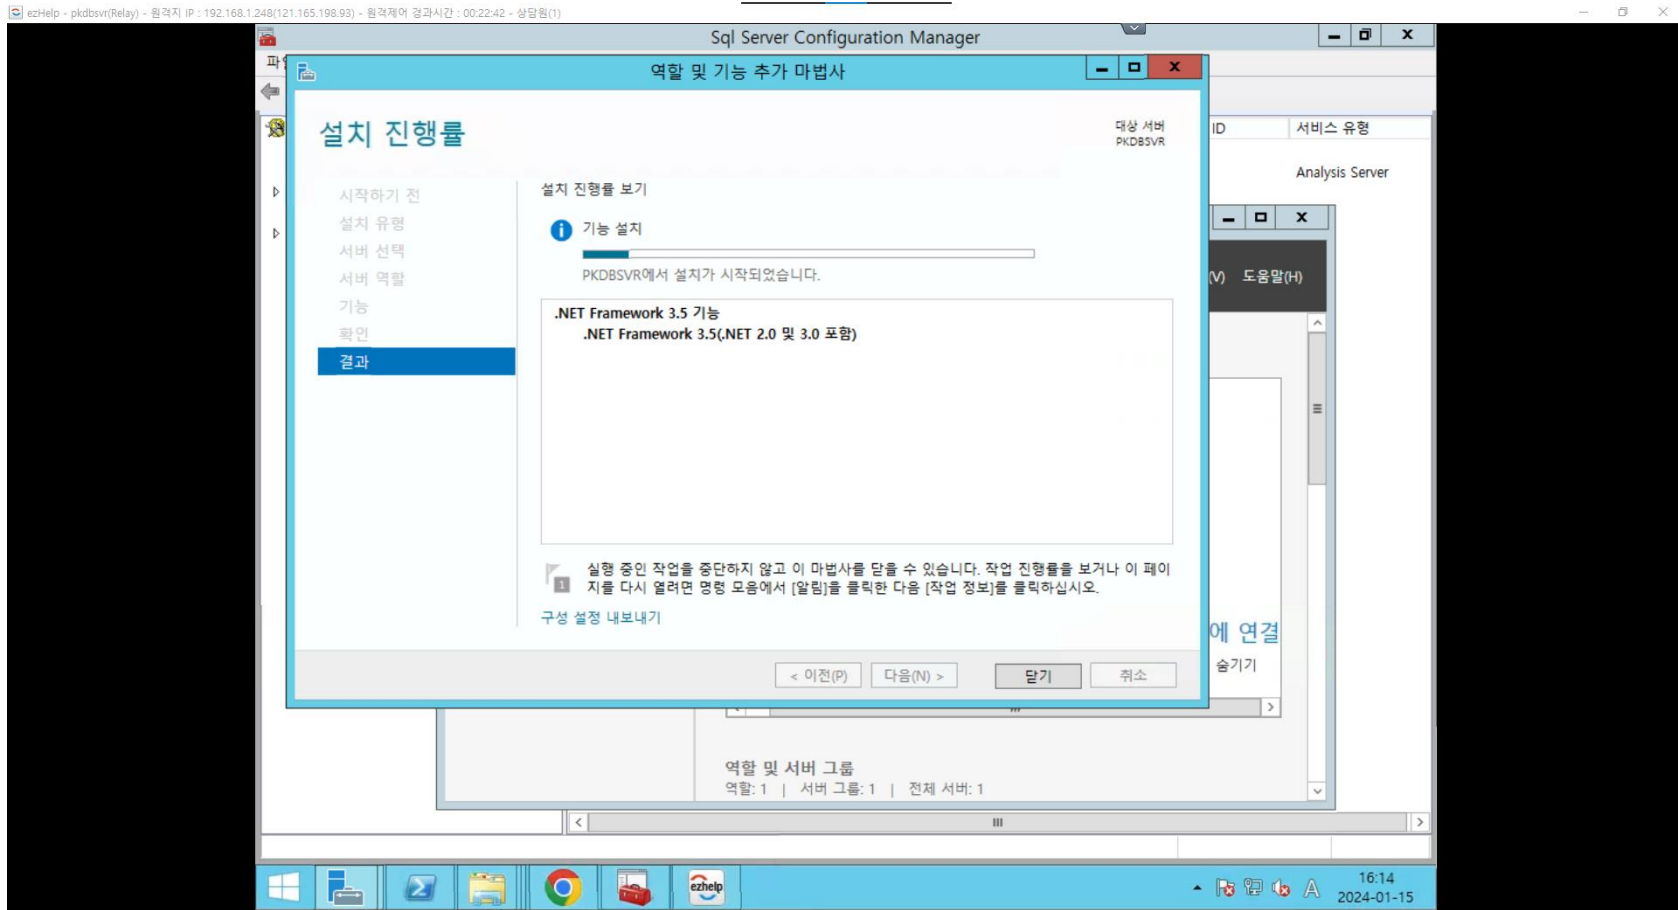 ezHelp - pkdbsvr(Relay) - 원격지 IP : 192.168.1.248(121.165.198.93) - 원격제어 경과시간 : 00:22:42 - 상담원(1)
Sql Server Configuration Manager
역할 및 기능 추가 마법사
설치 진행률
대상 서버
PKDBSVR
ID
서비스 유형
Analysis Server
시작하기 전
설치 유형
서버 선택
서버 역할
기능
확인
결과
설치 진행률 보기
기능 설치
PKDBSVR에서 설치가 시작되었습니다.
(V) 도움말(H)
.NET Framework 3.5 기능
.NET Framework 3.5(.NET 2.0 및 3.0 포함)
1
실행 중인 작업을 중단하지 않고 이 마법사를 닫을 수 있습니다. 작업 진행률을 보거나 이 페이
지를 다시 열려면 명령 모음에서 [알림]을 클릭한 다음 [작업 정보]를 클릭하십시오.
구성 설정 내보내기
에 연결
숨기기
< 이전(P)
다음(N) >
닫기
취소
역할 및 서버 그룹
역할: 1 | 서버 그룹: 1 | 전체 서버: 1
ezhelp
A
16:14
2024-01-15